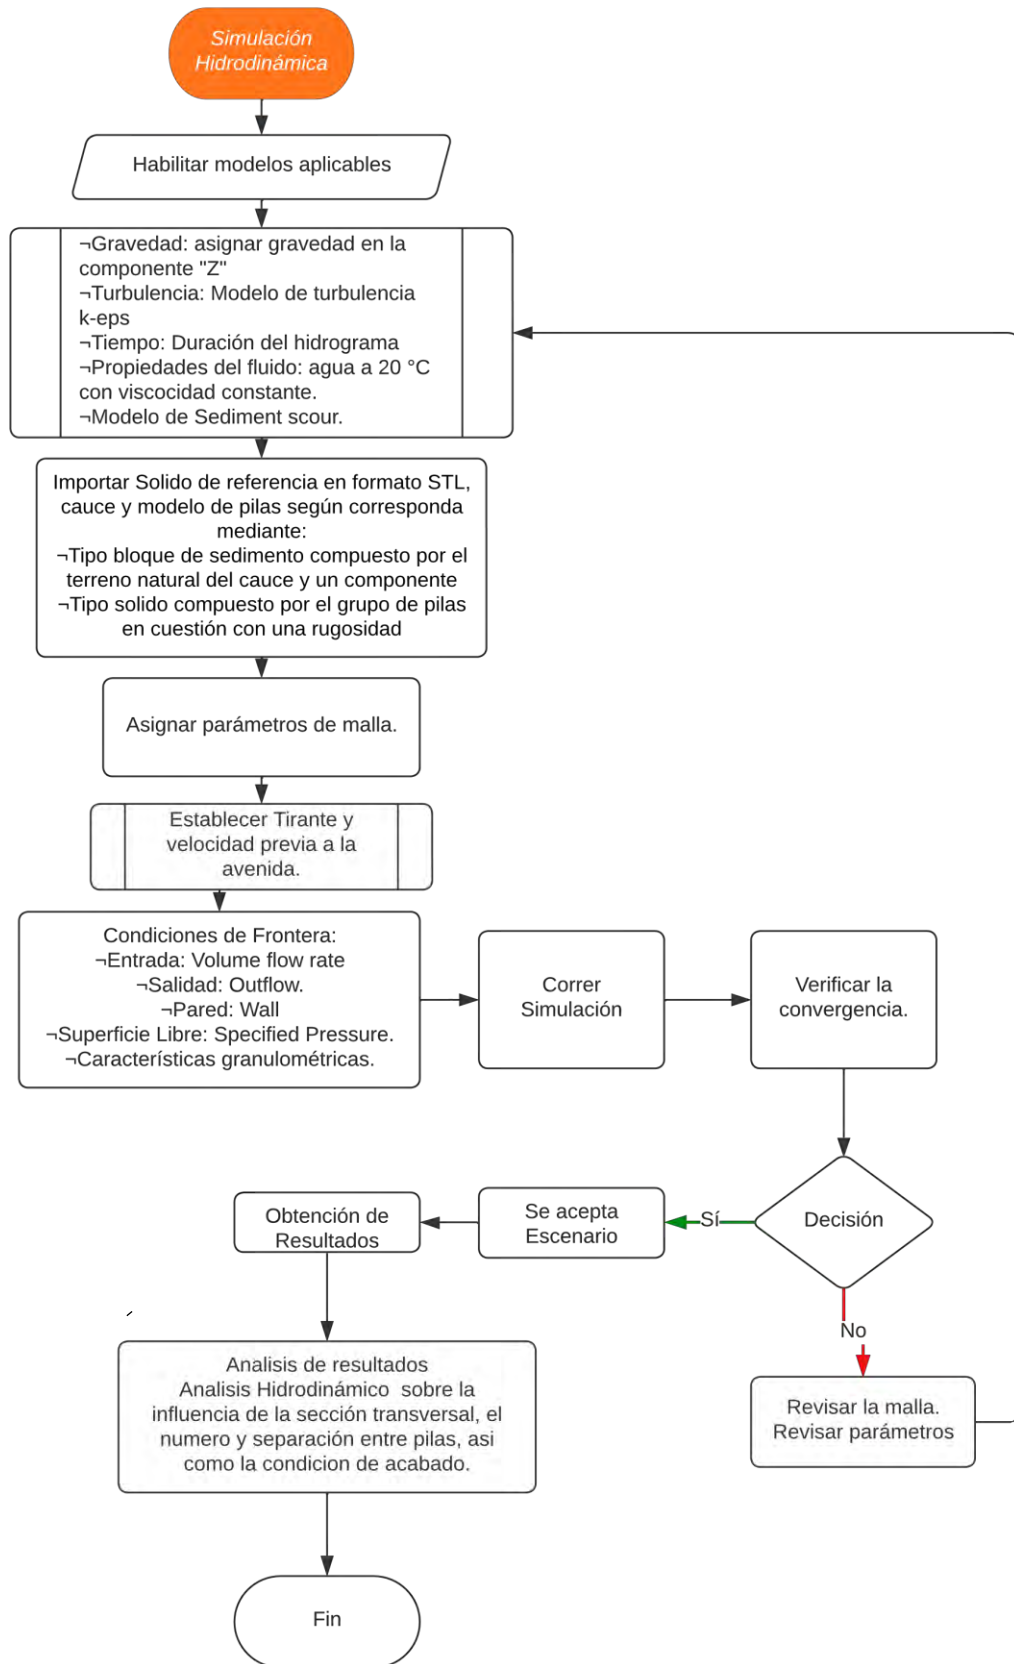 Simulación
Hidrodinámica
Habilitar modelos aplicables
¬Gravedad: asignar gravedad en la
componente "Z"
¬Turbulencia: Modelo de turbulencia
k-eps
¬Tiempo: Duración del hidrograma
¬Propiedades del fluido: agua a 20 °C
con viscocidad constante.
¬Modelo de Sediment scour.
Importar Solido de referencia en formato STL,
cauce y modelo de pilas según corresponda
mediante:
¬Tipo bloque de sedimento compuesto por el
terreno natural del cauce y un componente
¬Tipo solido compuesto por el grupo de pilas
en cuestión con una rugosidad
Asignar parámetros de malla.
Establecer Tirante y
velocidad previa a la
avenida.
Condiciones de Frontera:
¬Entrada: Volume flow rate
¬Salidad: Outflow.
¬Pared: Wall
¬Superficie Libre: Specified Pressure.
¬Características granulométricas.
Correr
Simulación
Verificar la
convergencia.
Decisión
Sí
Se acepta
Escenario
Obtención de
Resultados
No
Revisar la malla.
Revisar parámetros
Analisis de resultados
Analisis Hidrodinámico sobre la
influencia de la sección transversal, el
numero y separación entre pilas, asi
como la condicion de acabado.
Fin